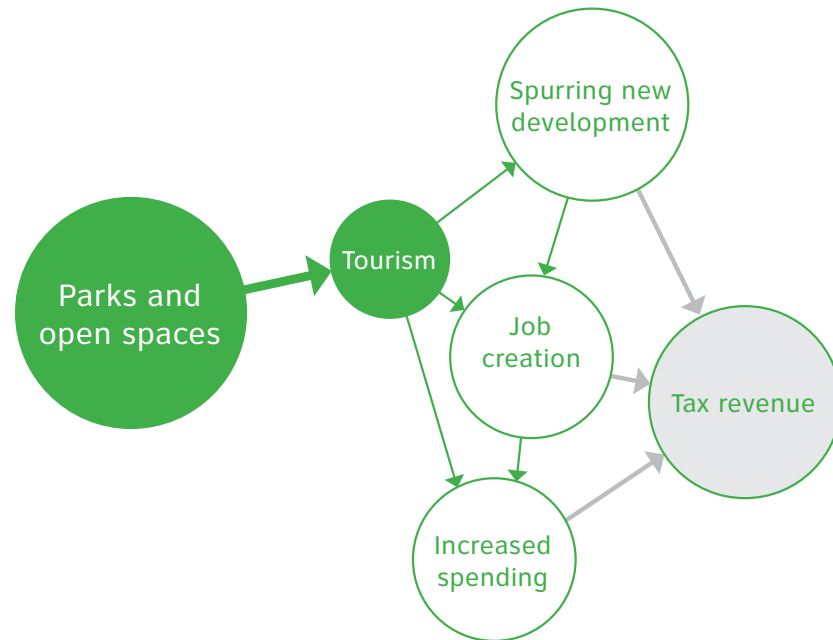 Spurring new
development
Tourism
Parks and
open spaces
Job
creation
Tax revenue
Increased
spending